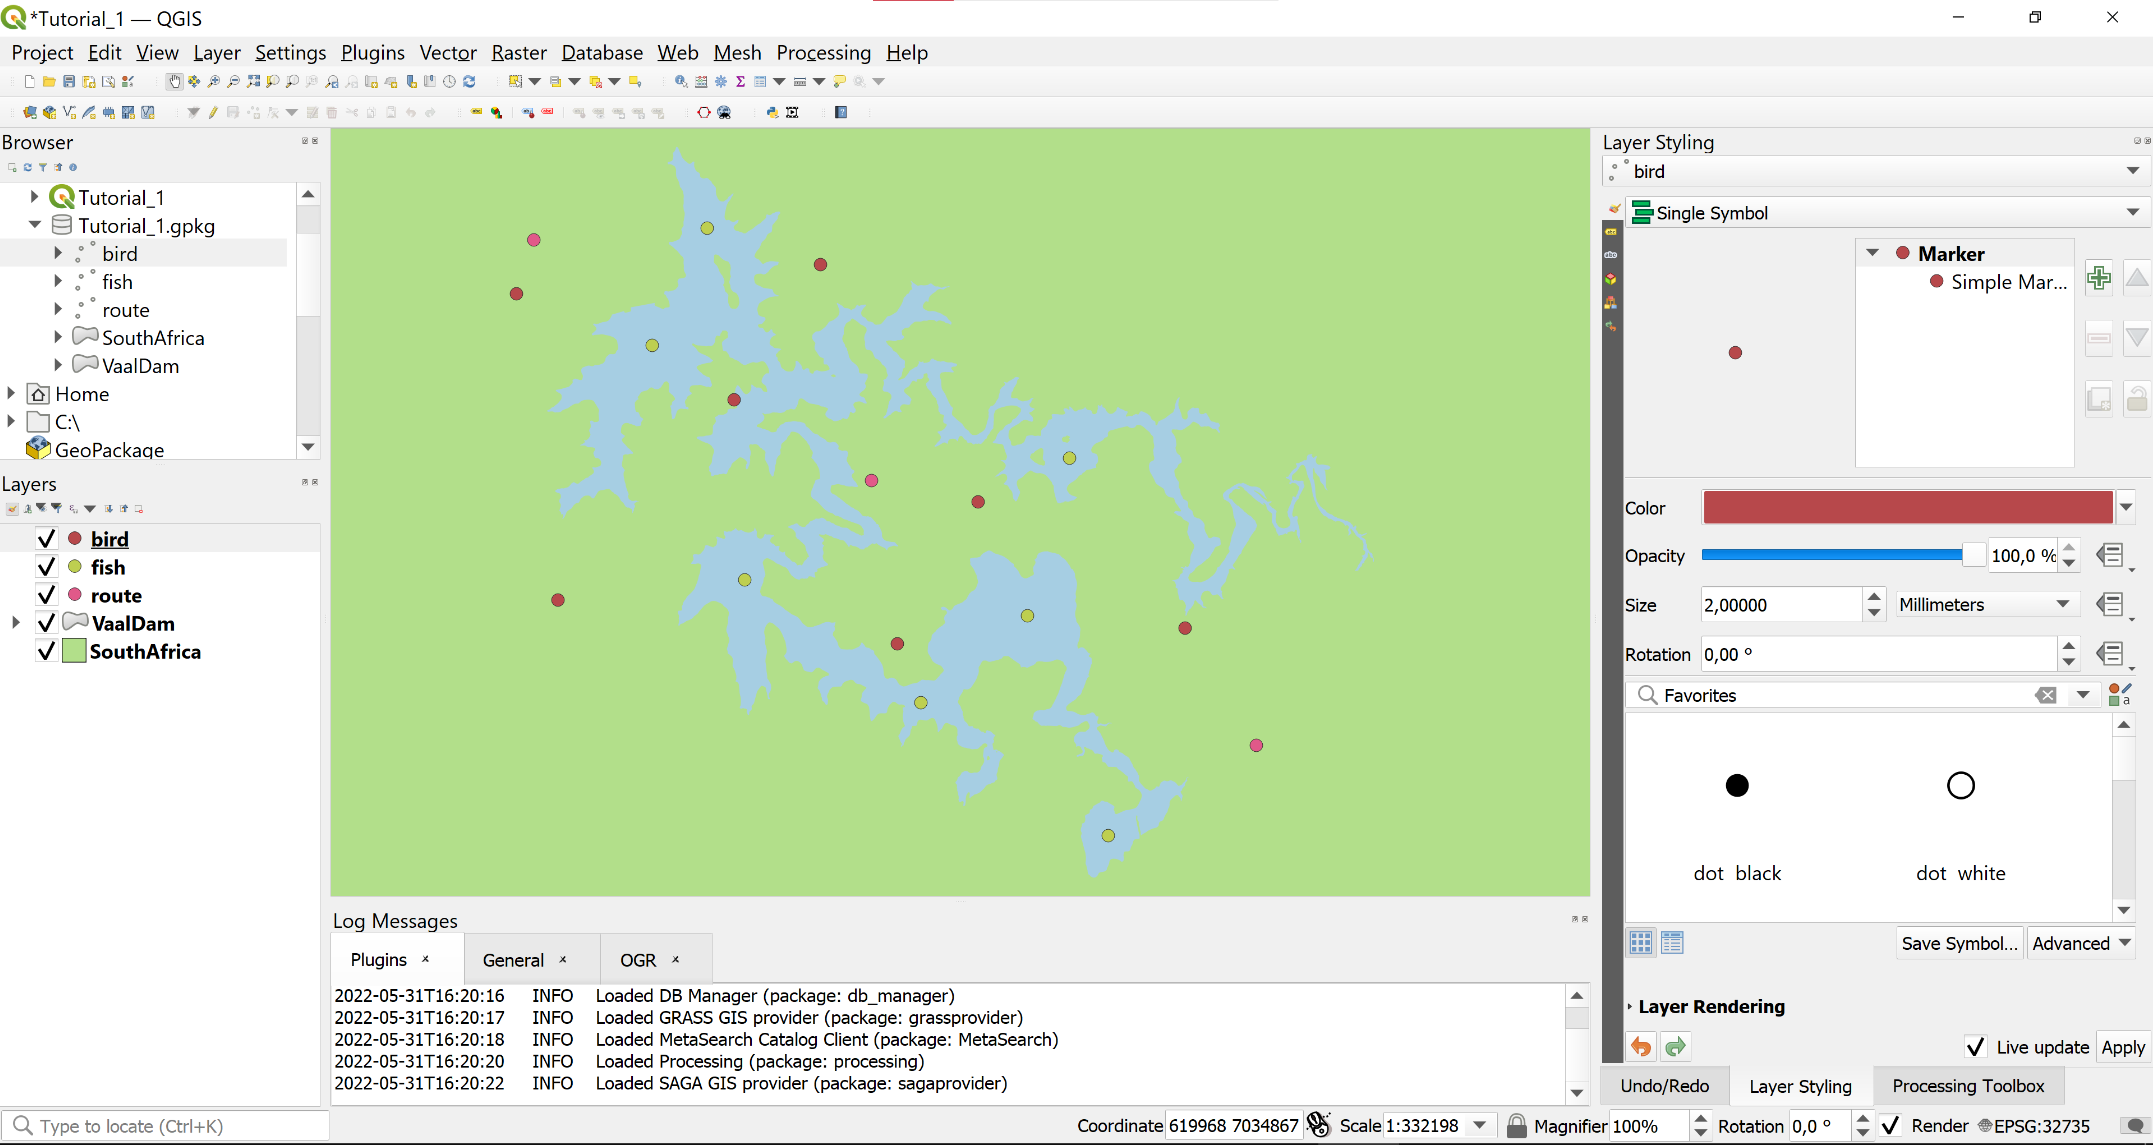 *Tutorial_1 — QGIS
Project Edit View Layer Settings Plugins Vector Raster Database Web Mesh Processing Help
Browser
Tutorial_1
Tutorial_1.gpkg
bird
fish
route
SouthAfrica
VaalDam
Home
C:\
GeoPackage
Layers
bird
fish
route
VaalDam
SouthAfrica
Log Messages
Plugins General OGR
2022-05-31T16:20:16 INFO Loaded DB Manager (package: db_manager)
2022-05-31T16:20:17 INFO Loaded GRASS GIS provider (package: grassprovider)
2022-05-31T16:20:18 INFO Loaded MetaSearch Catalog Client (package: MetaSearch)
2022-05-31T16:20:20 INFO Loaded Processing (package: processing)
2022-05-31T16:20:22 INFO Loaded SAGA GIS provider (package: sagaprovider)
Layer Styling
bird
Single Symbol
Marker
Simple Mar...
Color
Opacity 100,0 %
Size 2,00000 Millimeters
Rotation 0,00 °
Favorites
dot black dot white
Save Symbol... Advanced
Layer Rendering
Live update Apply
Undo/Redo Layer Styling Processing Toolbox
Type to locate (Ctrl+K) Coordinate 619968 7034867 Scale 1:332198 Magnifier 100% Rotation 0,0 ° Render EPSG:32735